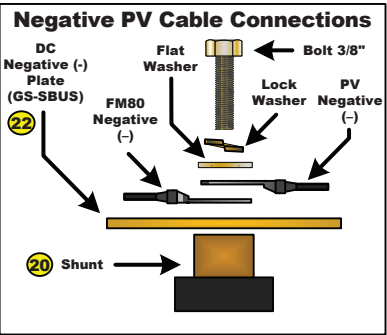 Negative PV Cable Connections
DC
Negative (-)
Plate
(GS-SBUS)
22
FM80
Negative
(–)
Flat
Washer
Bolt 3/8"
Lock
Washer
PV
Negative
(–)
20 Shunt